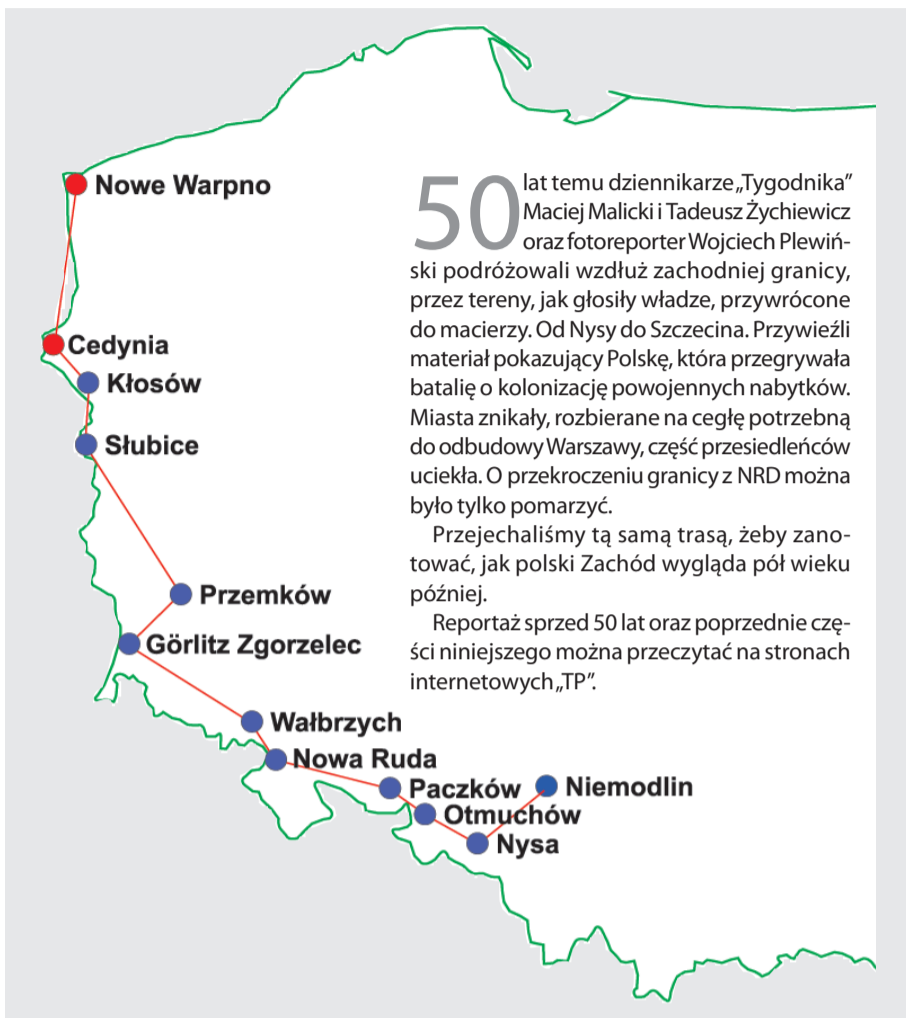 Nowe Warpno
Cedynia
Kłosów
Słubice
Przemków
Görlitz Zgorzelec
Wałbrzych
Nowa Ruda
Paczków
Otmuchów
Nysa
Niemodlin
50 lat temu dziennikarze „Tygodnika”
Maciej Malicki i Tadeusz Żychiewicz
oraz fotoreporter Wojciech Plewiń-
ski podróżowali wzdłuż zachodniej granicy,
przez tereny, jak głosiły władze, przywrócone
do macierzy. Od Nysy do Szczecina. Przywieźli
materiał pokazujący Polskę, która przegrywała
batalię o kolonizację powojennych nabytków.
Miasta znikały, rozbierane na cegłę potrzebną
do odbudowy Warszawy, część przesiedleńców
uciekła. O przekroczeniu granicy z NRD można
było tylko pomarzyć.
Przejechaliśmy tą samą trasą, żeby zano-
tować, jak polski Zachód wygląda pół wieku
później.
Reportaż sprzed 50 lat oraz poprzednie czę-
ści niniejszego można przeczytać na stronach
internetowych „TP”.